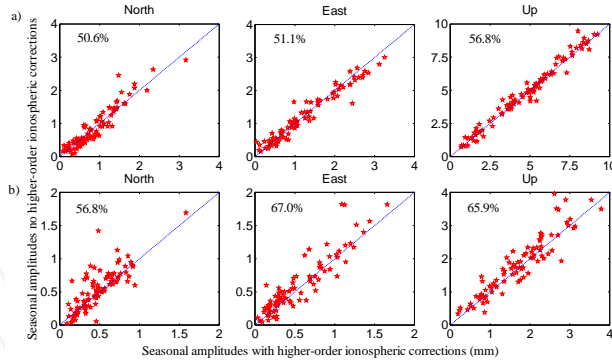 a)
North
East
Up
50.6%
51.1%
56.8%
4
3
2
1
0
0 1 2 3 4
4
3
2
1
0
0 1 2 3 4
10
7.5
5
2.5
0
0 2.5 5 7.5 10
b)
North
East
Up
56.8%
67.0%
65.9%
2
1.5
1
0.5
0
0 0.5 1 1.5 2
2
1.5
1
0.5
0
0 0.5 1 1.5 2
4
3
2
1
0
0 1 2 3 4
Seasonal amplitudes no higher-order ionospheric corrections
Seasonal amplitudes with higher-order ionospheric corrections (mm)